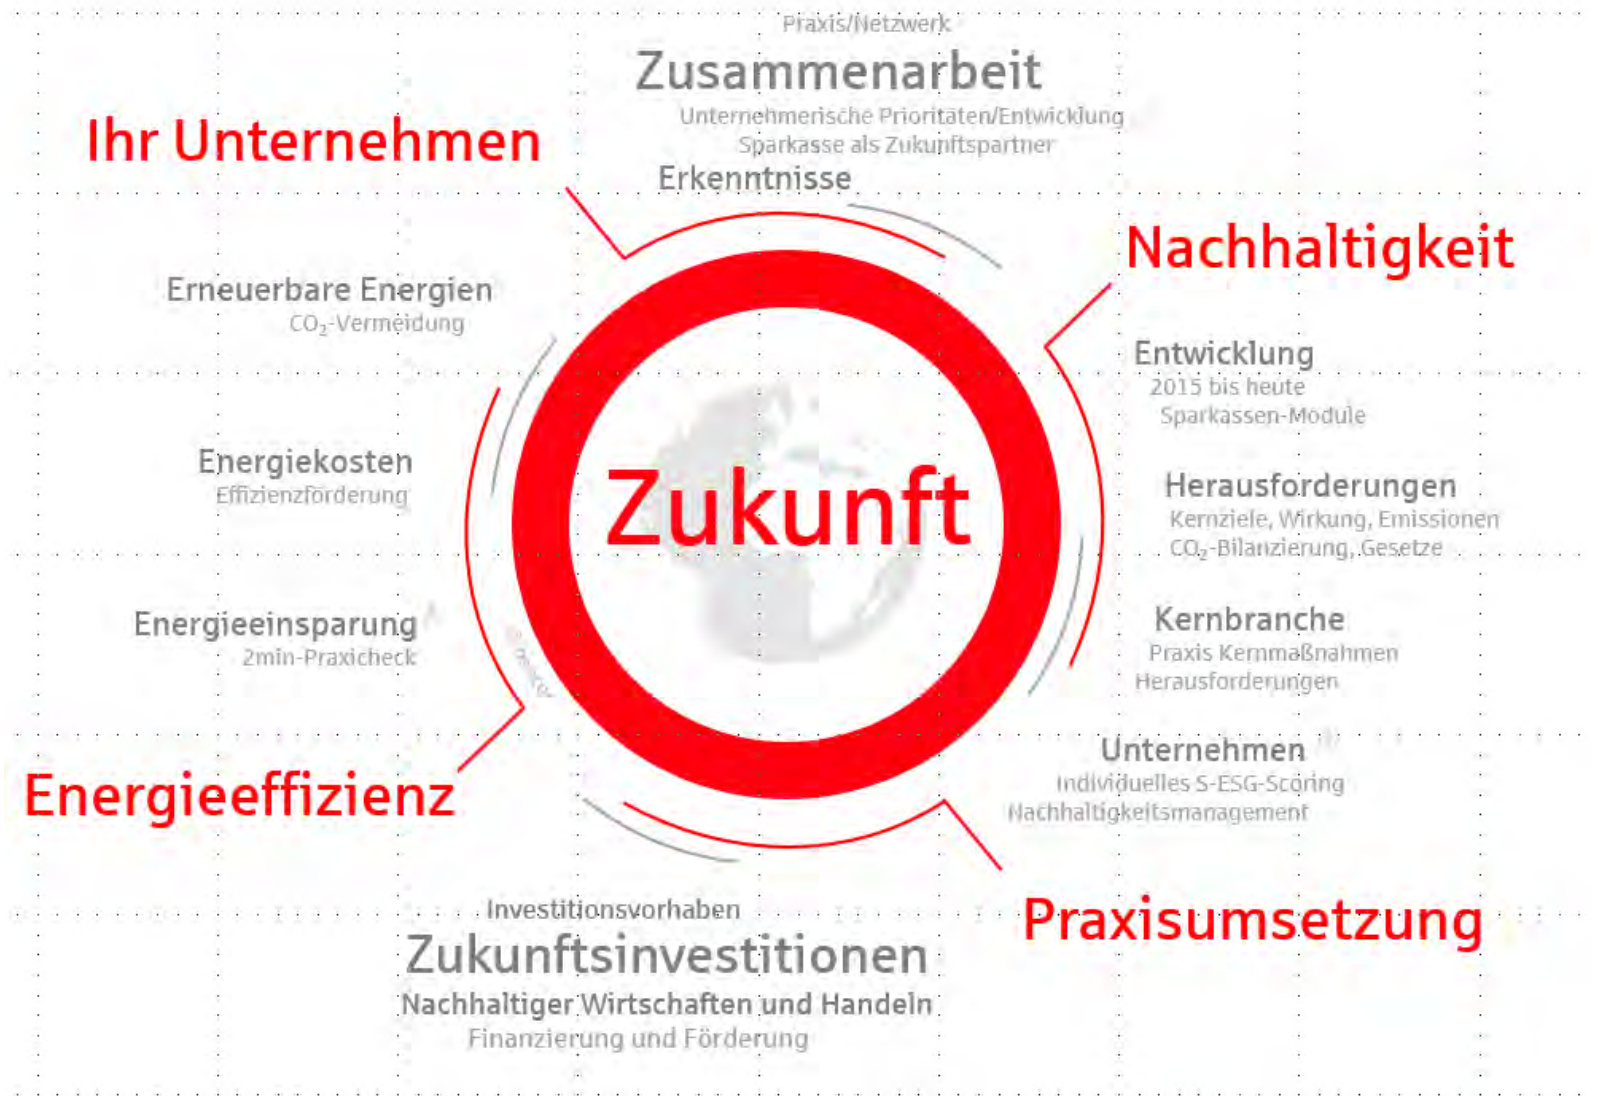 Praxis/Netzwerk
Zusammenarbeit
Unternehmerische Prioritäten/Entwicklung
Sparkasse als Zukunftspartner
Erkenntnisse
Ihr Unternehmen
Nachhaltigkeit
Entwicklung
2015 bis heute
Sparkassen-Module
Herausforderungen
Kernziele, Wirkung, Emissionen
CO₂-Bilanzierung, Gesetze
Kernbranche
Praxis Kernmaßnahmen
Herausforderungen
Unternehmen
Individuelles S-ESG-Scoring
Nachhaltigkeitsmanagement
Praxisumsetzung
Erneuerbare Energien
CO₂-Vermeidung
Energiekosten
Effizienzförderung
Energieeinsparung
2min-Praxicheck
Energieeffizienz
Zukunft
Investitionsvorhaben
Zukunftsinvestitionen
Nachhaltiger Wirtschaften und Handeln
Finanzierung und Förderung